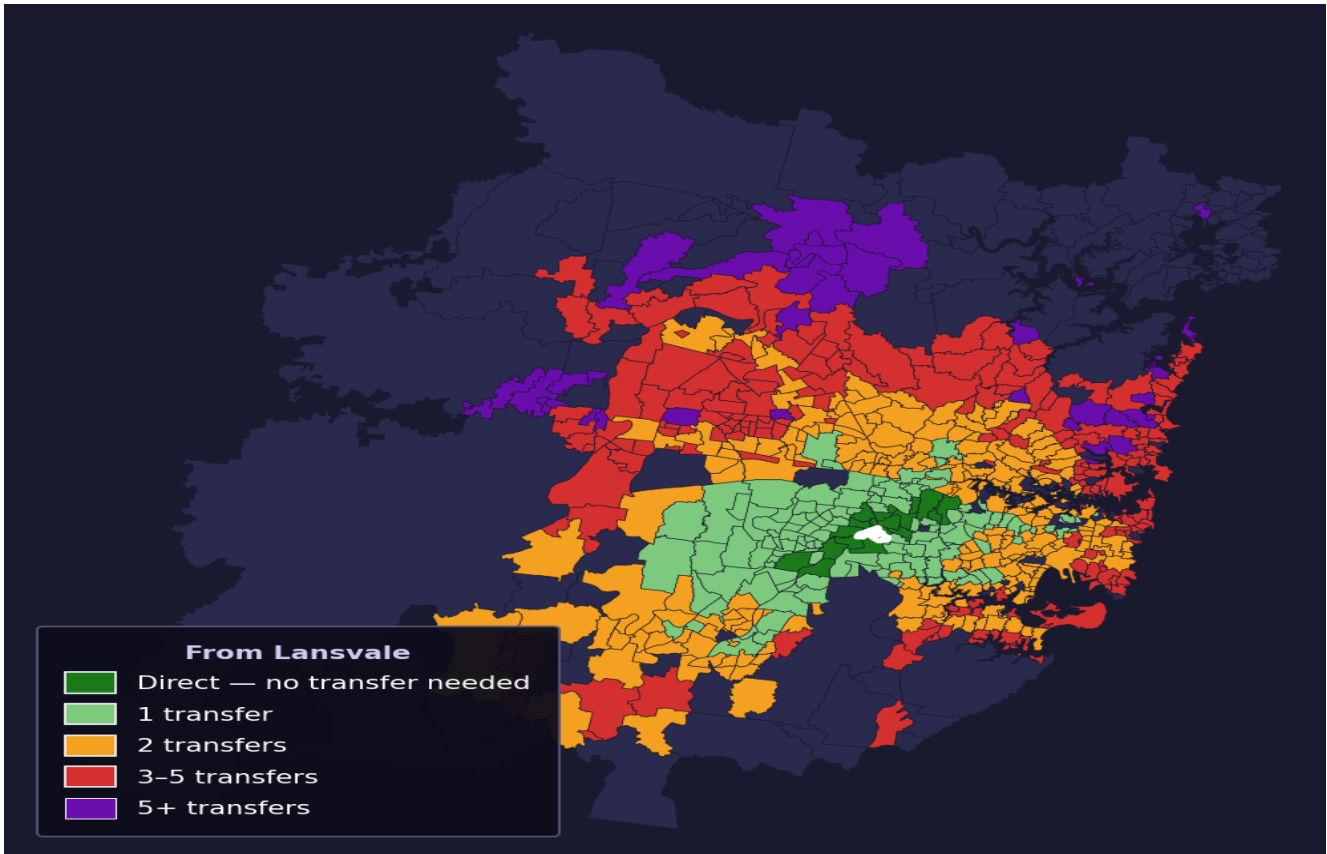 From Lansvale
Direct — no transfer needed
1 transfer
2 transfers
3–5 transfers
5+ transfers